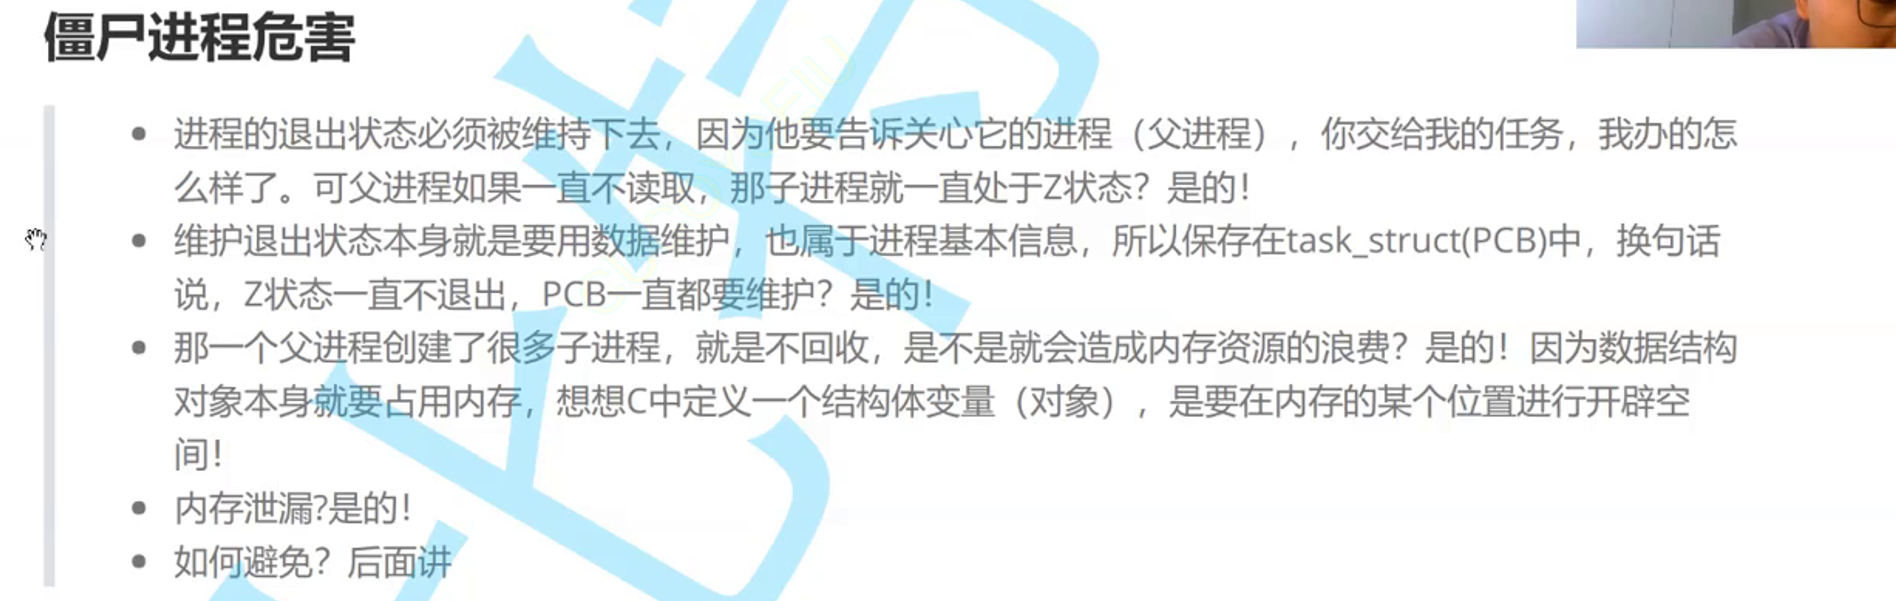 僵尸进程危害
进程的退出状态必须被维持下去，因为他要告诉关心它的进程（父进程），你交给我的任务，我办的怎
么样了。可父进程如果一直不读取，那子进程就一直处于Z状态？是的！
维护退出状态本身就是要用数据维护，也属于进程基本信息，所以保存在task_struct(PCB)中，换句话
说，Z状态一直不退出，PCB一直都要维护？是的！
那一个父进程创建了很多子进程，就是不回收，是不是就会造成内存资源的浪费？是的！因为数据结构
对象本身就要占用内存，想想C中定义一个结构体变量（对象），是要在内存的某个位置进行开辟空
间！
内存泄漏?是的！
如何避免？后面讲